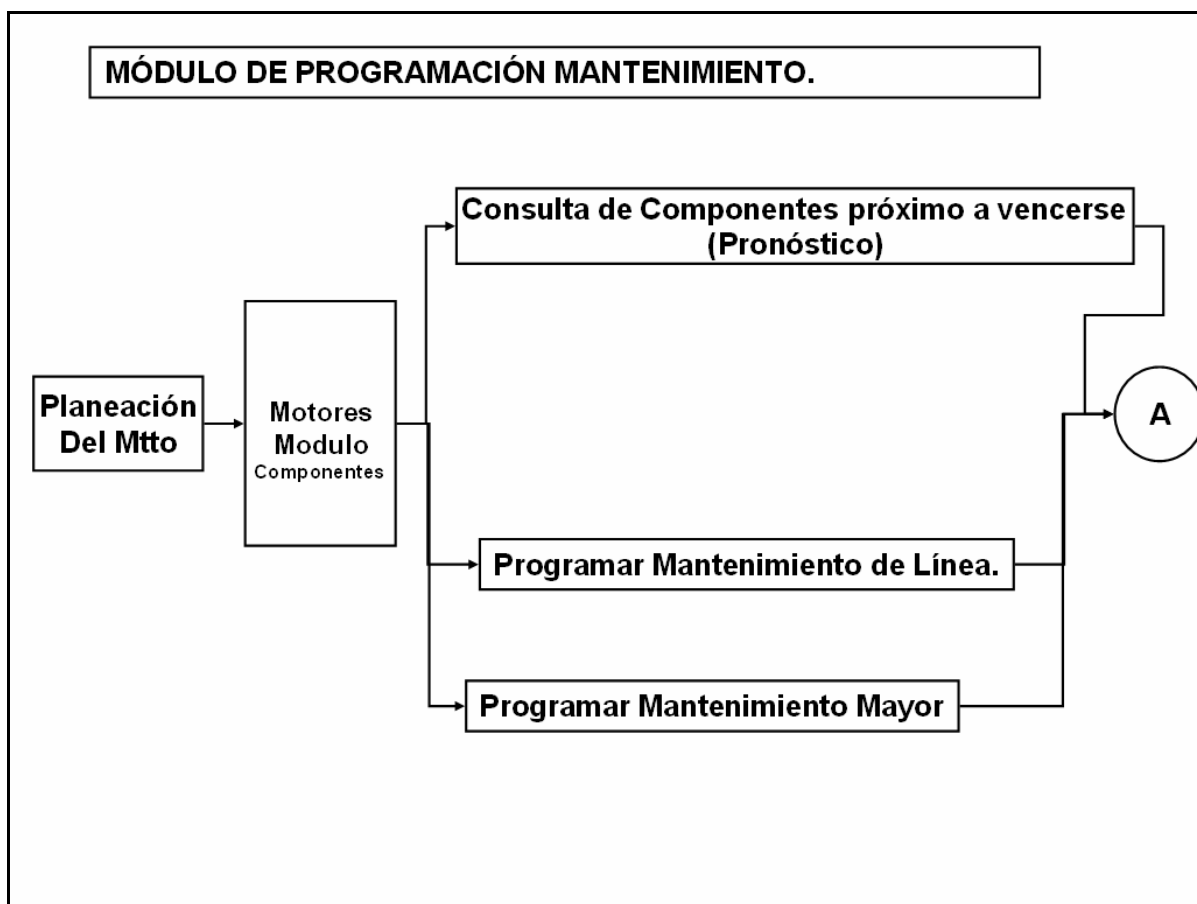 MÓDULO DE PROGRAMACIÓN MANTENIMIENTO.
Consulta de Componentes próximo a vencerse
(Pronóstico)
Planeación
Del Mtto
Motores
Modulo
Componentes
A
Programar Mantenimiento de Línea.
Programar Mantenimiento Mayor